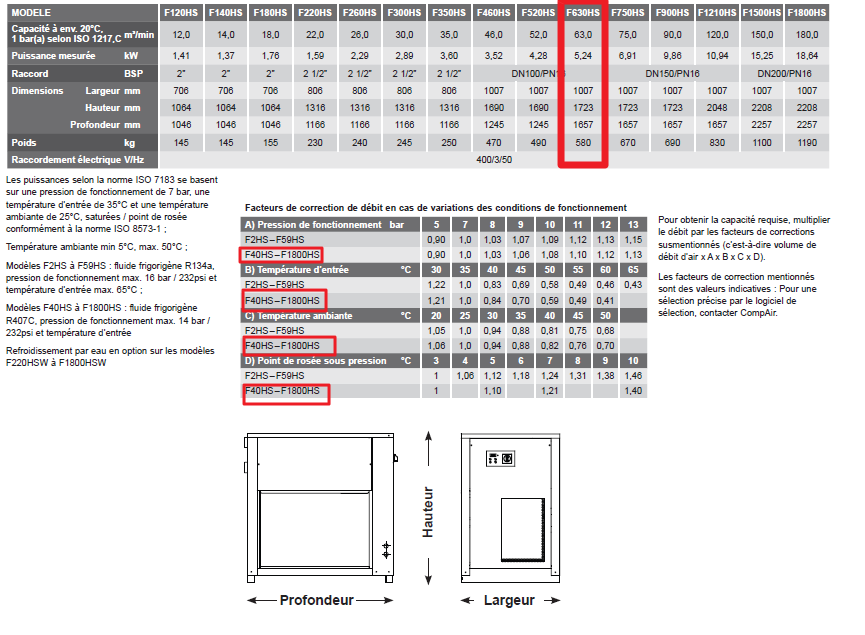 MODELE F120HS F140HS F180HS F220HS F260HS F300HS F350HS F460HS F520HS F630HS F750HS F900HS F1210HS F1500HS F1800HS
Capacité à env. 20°C,
1 bar(a) selon ISO 1217,C m³/min 12,0 14,0 18,0 22,0 26,0 30,0 35,0 46,0 52,0 63,0 75,0 90,0 120,0 150,0 180,0
Puissance mesurée kW 1,41 1,37 1,76 1,59 2,29 2,89 3,60 3,52 4,28 5,24 6,91 9,86 10,94 15,25 18,64
Raccord BSP 2" 2" 2" 2 1/2" 2 1/2" 2 1/2" 2 1/2" DN100/PN16 DN150/PN16 DN200/PN16
Dimensions Largeur mm 706 706 706 806 806 806 806 1007 1007 1007 1007 1007 1007 1007 1007
Hauteur mm 1064 1064 1064 1316 1316 1316 1316 1690 1690 1723 1723 1723 2048 2208 2208
Profondeur mm 1046 1046 1046 1166 1166 1166 1166 1245 1245 1657 1657 1657 1657 2257 2257
Poids kg 145 145 155 230 240 245 250 470 490 580 670 690 830 1100 1190
Raccordement électrique V/Hz 400/3/50
Les puissances selon la norme ISO 7183 se basent
sur une pression de fonctionnement de 7 bar, une
température d'entrée de 35°C et une température
ambiante de 25°C, saturées / point de rosée
conformément à la norme ISO 8573-1 ;
Température ambiante min 5°C, max. 50°C ;
Modèles F2HS à F59HS : fluide frigorigène R134a,
pression de fonctionnement max. 16 bar / 232psi et
température d'entrée max. 65°C ;
Modèles F40HS à F1800HS : fluide frigorigène
R407C, pression de fonctionnement max. 14 bar /
232psi et température d'entrée
Refroidissement par eau en option sur les modèles
F220HSW à F1800HSW
Facteurs de correction de débit en cas de variations des conditions de fonctionnement
A) Pression de fonctionnement bar 5 7 8 9 10 11 12 13
F2HS–F59HS 0,90 1,0 1,03 1,07 1,09 1,12 1,13 1,15
F40HS–F1800HS 0,90 1,0 1,03 1,06 1,08 1,10 1,12 1,13
B) Température d'entrée °C 30 35 40 45 50 55 60 65
F2HS–F59HS 1,22 1,0 0,83 0,69 0,58 0,49 0,46 0,43
F40HS–F1800HS 1,21 1,0 0,84 0,70 0,59 0,49 0,41
C) Température ambiante °C 20 25 30 35 40 45 50
F2HS–F59HS 1,05 1,0 0,94 0,88 0,81 0,75 0,68
F40HS–F1800HS 1,06 1,0 0,94 0,88 0,82 0,76 0,70
D) Point de rosée sous pression °C 3 4 5 6 7 8 9 10
F2HS–F59HS 1 1,06 1,12 1,18 1,24 1,31 1,38 1,46
F40HS–F1800HS 1 1,10 1,21 1,40
Pour obtenir la capacité requise, multiplier
le débit par les facteurs de corrections
susmentionnés (c'est-à-dire volume de
débit d'air x A x B x C x D).
Les facteurs de correction mentionnés
sont des valeurs indicatives : Pour une
sélection précise par le logiciel de
sélection, contacter CompAir.
Hauteur
Profondeur
Largeur